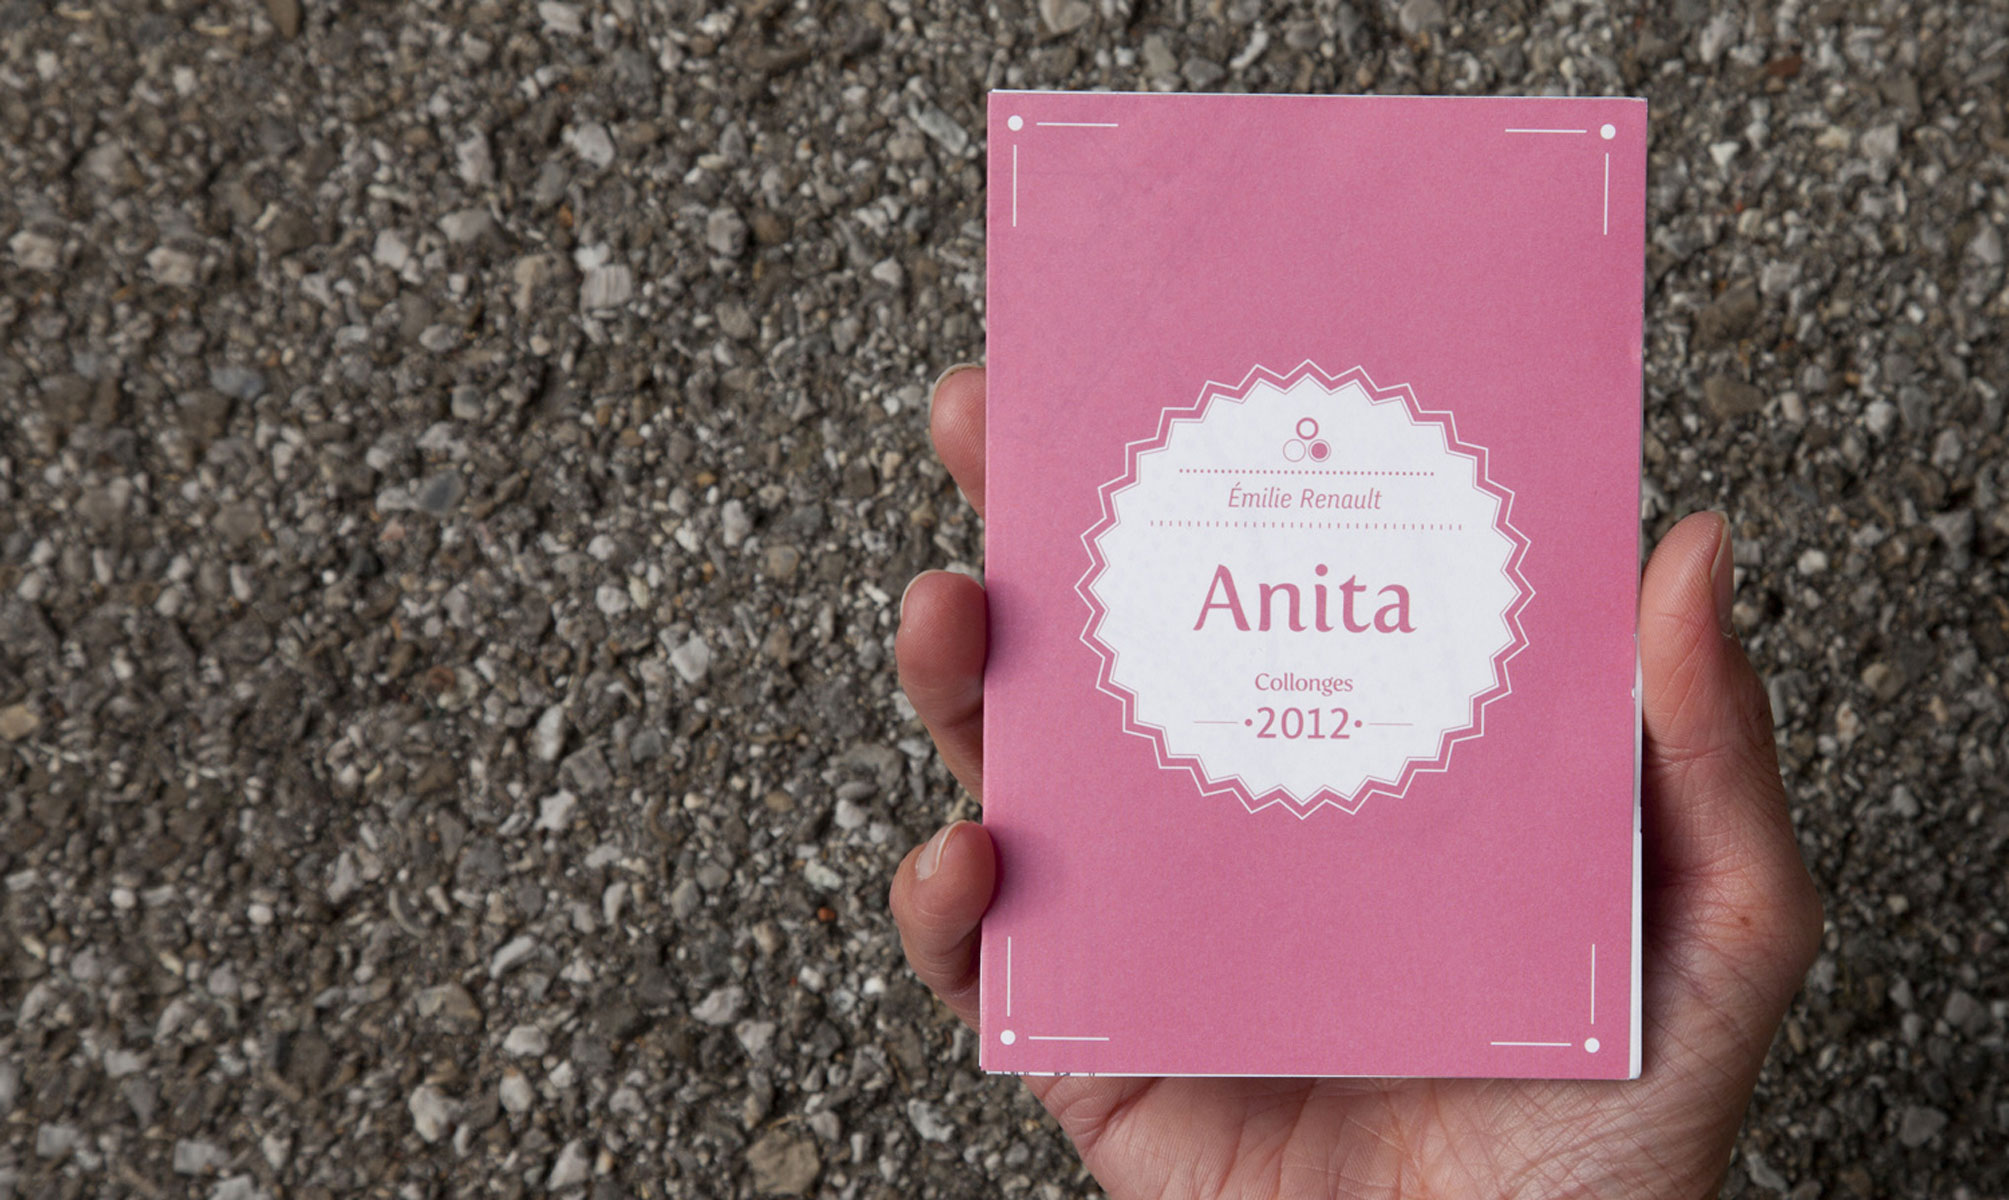 Émilie Renault
Anita
Collonges
•2012•